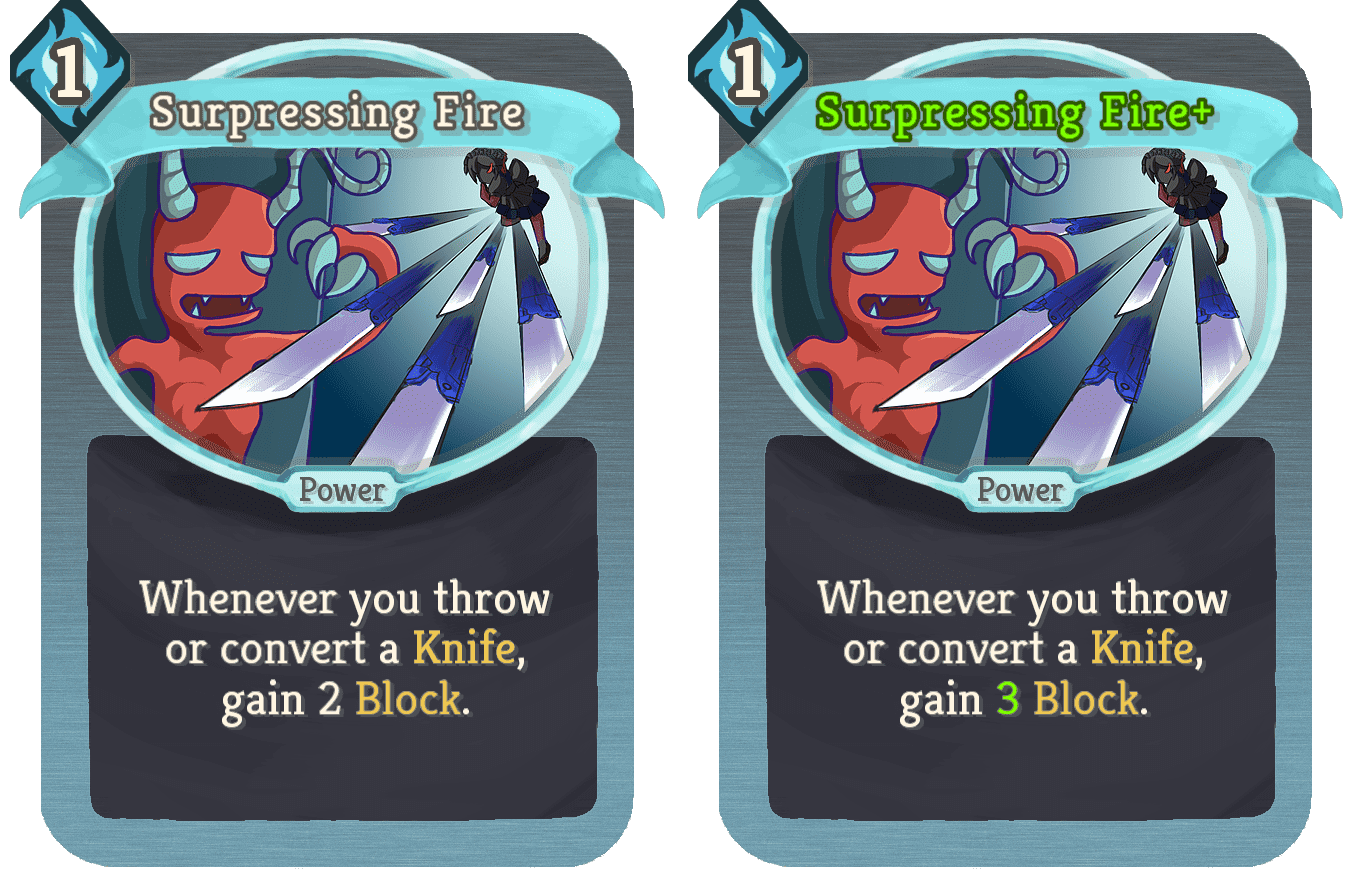 1
Surpressing Fire
Power
Whenever you throw
or convert a Knife,
gain 2 Block.
1
Surpressing Fire+
Power
Whenever you throw
or convert a Knife,
gain 3 Block.